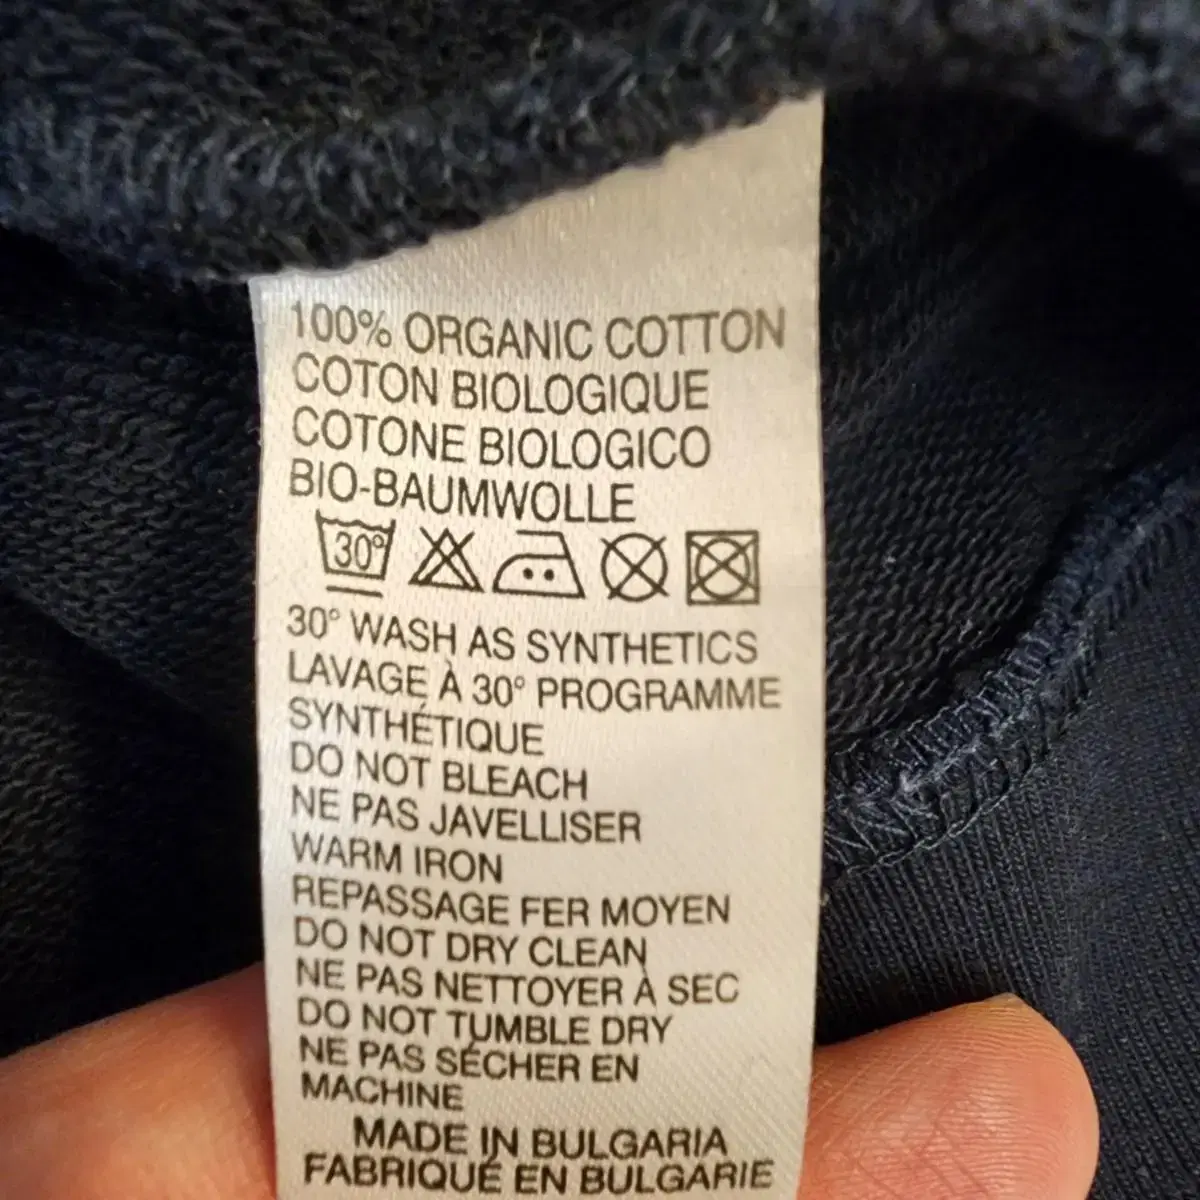 100% ORGANIC COTTON
COTON BIOLOGIQUE
COTONE BIOLOGICO
BIO-BAUMWOLLE
30°
30° WASH AS SYNTHETICS
LAVAGE À 30° PROGRAMME
SYNTHÉTIQUE
DO NOT BLEACH
NE PAS JAVELLISER
WARM IRON
REPASSAGE FER MOYEN
DO NOT DRY CLEAN
NE PAS NETTOYER À SEC
DO NOT TUMBLE DRY
NE PAS SÉCHER EN
MACHINE
MADE IN BULGARIA
FABRIQUÉ EN BULGARIE